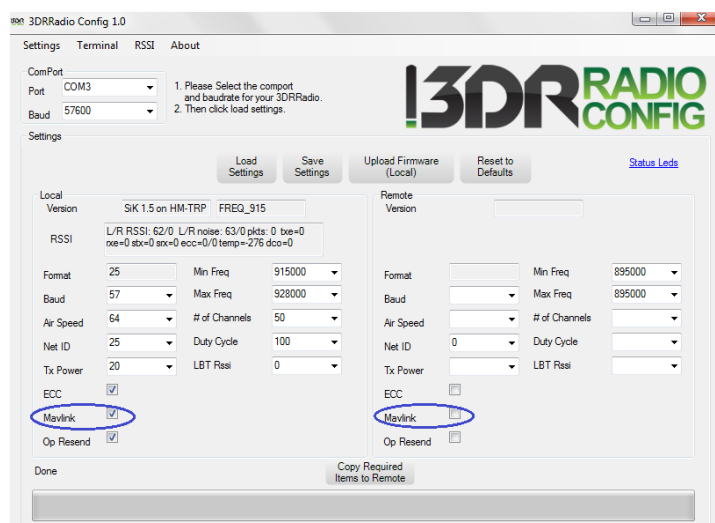 3DRRadio Config 1.0
Settings Terminal RSSI About
ComPort
Port COM3
Baud 57600
1. Please Select the comport
and baudrate for your 3DRRadio.
2. Then click load settings.
3DR RADIO
CONFIG
Settings
Load
Settings
Save
Settings
Upload Firmware
(Local)
Reset to
Defaults
Status Leds
Local
Version SiK 1.5 on HM-TRP FREQ_915
RSSI
L/R RSSI: 62/0 L/R noise: 63/0 pkts: 0 txe=0
rxe=0 stx=0 srx=0 ecc=0/0 temp=-276 dco=0
Format 25 Min Freq 915000
Baud 57 Max Freq 928000
Air Speed 64 # of Channels 50
Net ID 25 Duty Cycle 100
Tx Power 20 LBT Rssi 0
ECC
Mavlink
Op Resend
Remote
Version
Format Min Freq 895000
Baud Max Freq 895000
Air Speed # of Channels
Net ID 0 Duty Cycle
Tx Power LBT Rssi
ECC
Mavlink
Op Resend
Done
Copy Required
Items to Remote